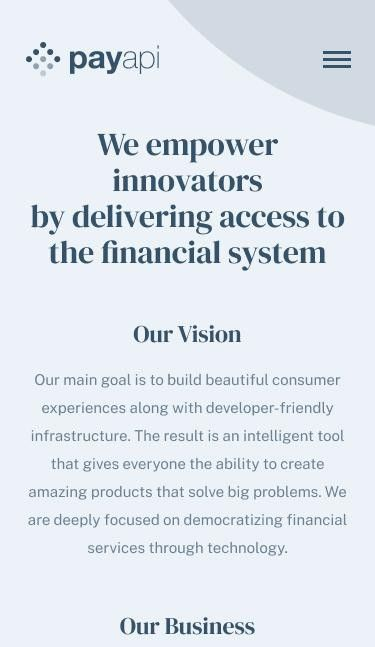 payapi
We empower
innovators
by delivering access to
the financial system
Our Vision
Our main goal is to build beautiful consumer
experiences along with developer-friendly
infrastructure. The result is an intelligent tool
that gives everyone the ability to create
amazing products that solve big problems. We
are deeply focused on democratizing financial
services through technology.
Our Business